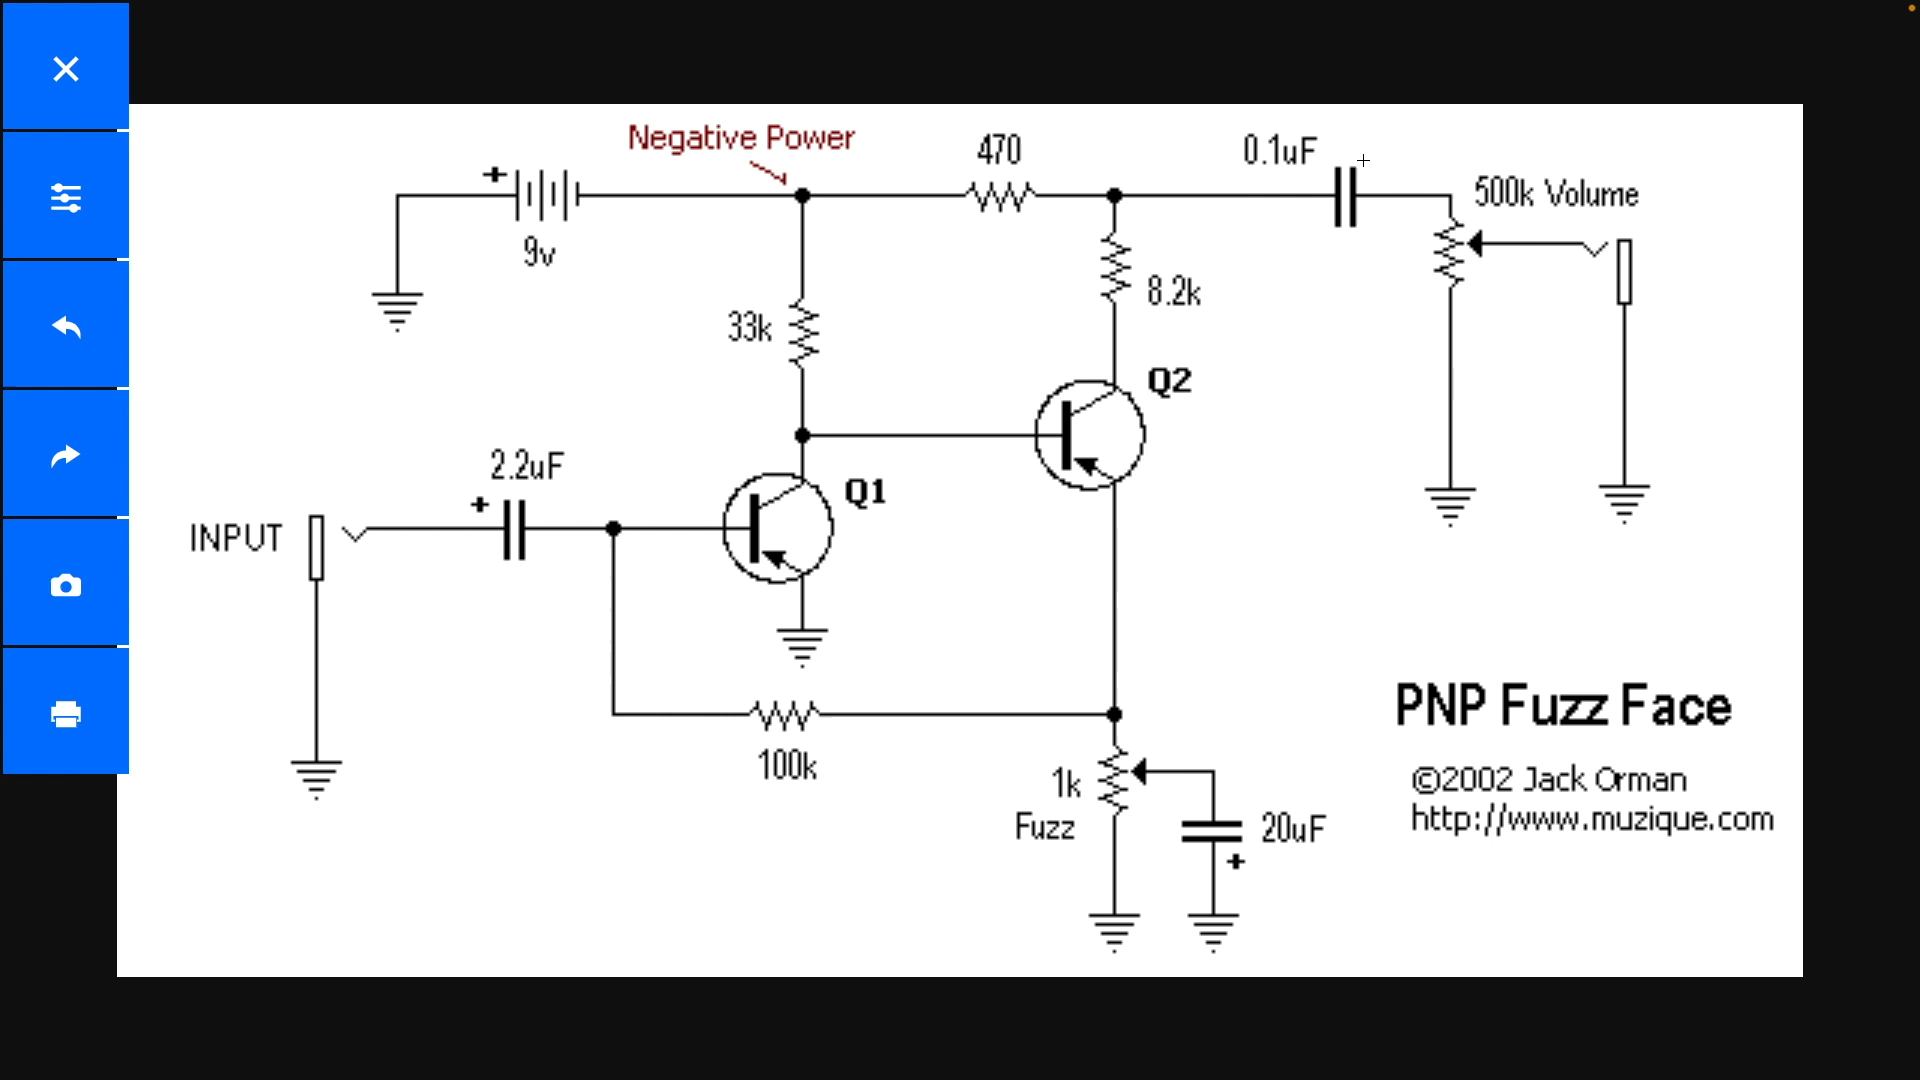 Negative Power
470
0.1uF
+
500k Volume
+
9v
8.2k
33k
Q2
2.2uF
Q1
+
INPUT
PNP Fuzz Face
100k
1k
Fuzz
20uF
+
©2002 Jack Orman
http://www.muzique.com